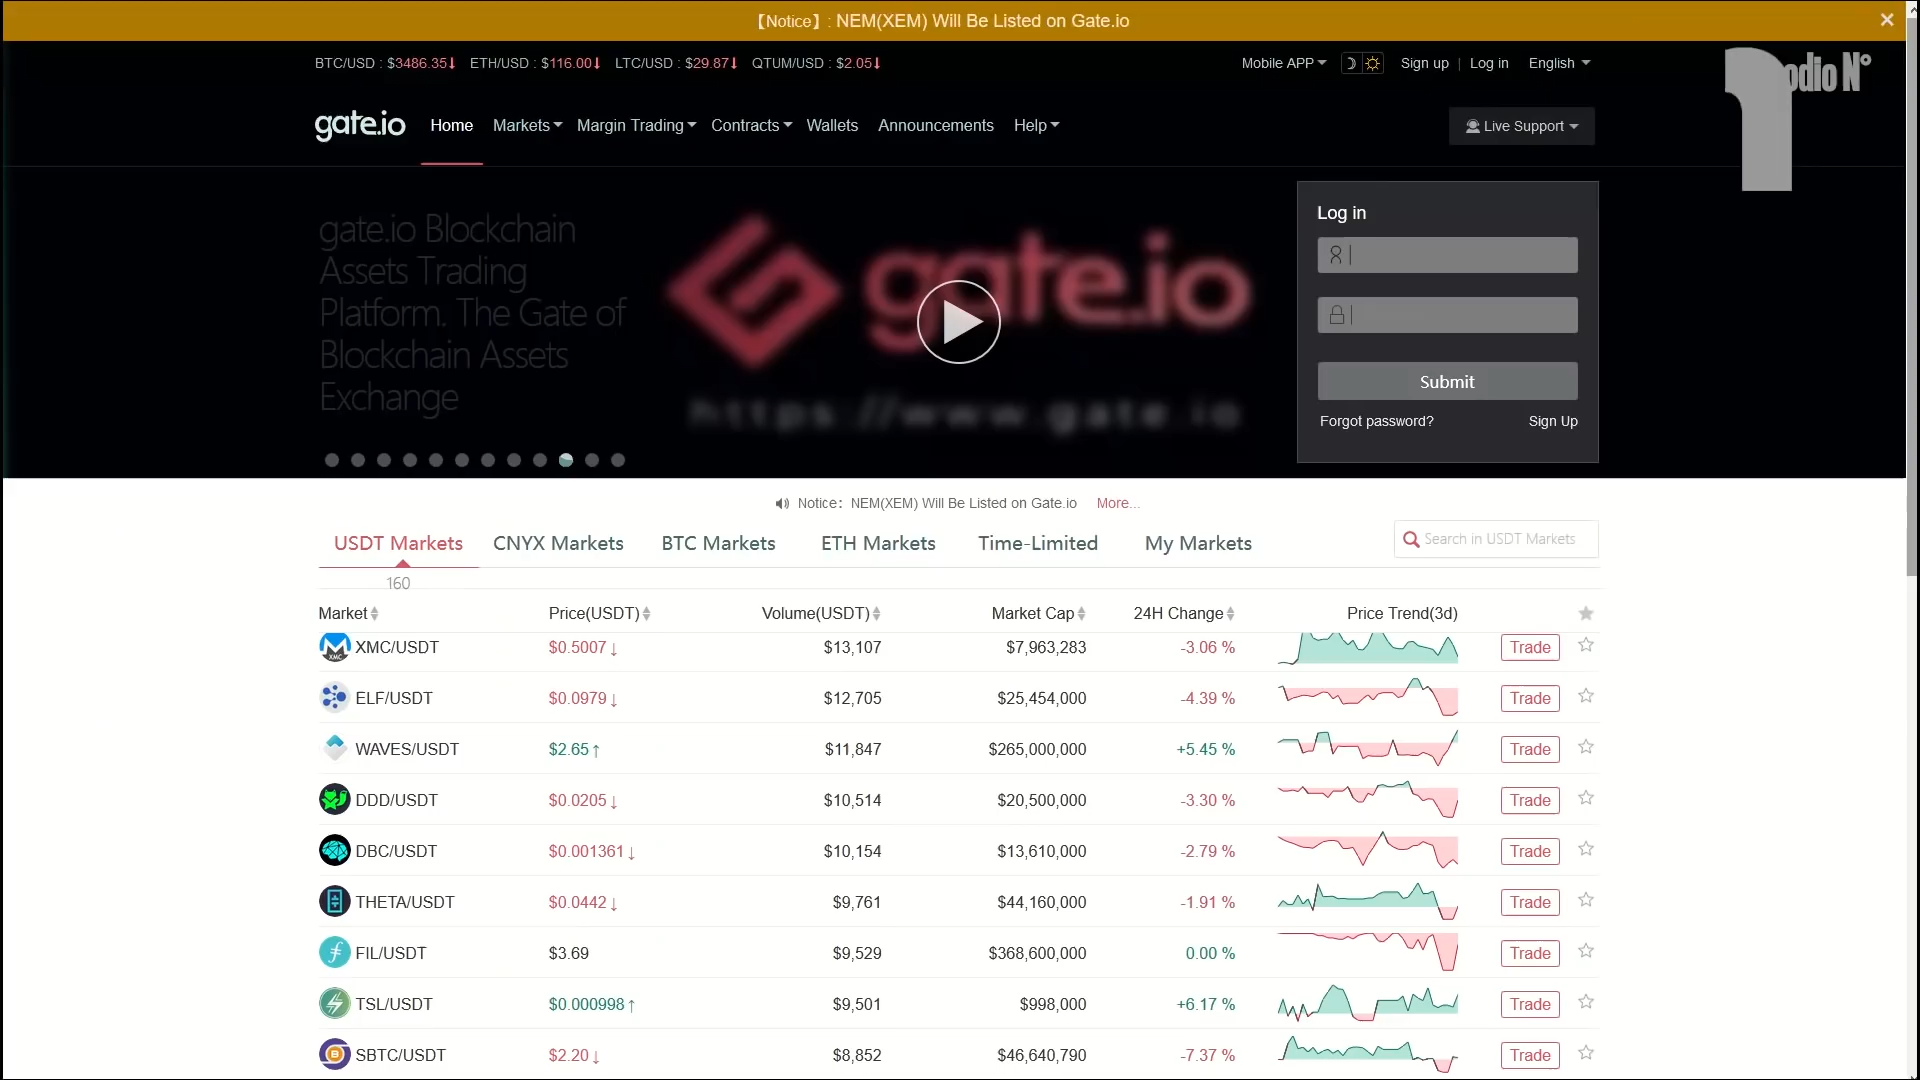 【Notice】: NEM(XEM) Will Be Listed on Gate.io
BTC/USD : $3486.35↓ ETH/USD : $116.00↓ LTC/USD : $29.87↓ QTUM/USD : $2.05↓
Mobile APP Sign up | Log in English
odio Nº
1
gate.io Home Markets Margin Trading Contracts Wallets Announcements Help
Live Support
gate.io Blockchain
Assets Trading
Platform. The Gate of
Blockchain Assets
Exchange
gate.io
https://www.gate.io
Log in
Submit
Forgot password? Sign Up
Notice: NEM(XEM) Will Be Listed on Gate.io More...
USDT Markets CNYX Markets BTC Markets ETH Markets Time-Limited My Markets
Search in USDT Markets
160
Market Price(USDT) Volume(USDT) Market Cap 24H Change Price Trend(3d)
XMC/USDT $0.5007↓ $13,107 $7,963,283 -3.06 % Trade
ELF/USDT $0.0979↓ $12,705 $25,454,000 -4.39 % Trade
WAVES/USDT $2.65↑ $11,847 $265,000,000 +5.45 % Trade
DDD/USDT $0.0205↓ $10,514 $20,500,000 -3.30 % Trade
DBC/USDT $0.001361↓ $10,154 $13,610,000 -2.79 % Trade
THETA/USDT $0.0442↓ $9,761 $44,160,000 -1.91 % Trade
FIL/USDT $3.69 $9,529 $368,600,000 0.00 % Trade
TSL/USDT $0.000998↑ $9,501 $998,000 +6.17 % Trade
SBTC/USDT $2.20↓ $8,852 $46,640,790 -7.37 % Trade